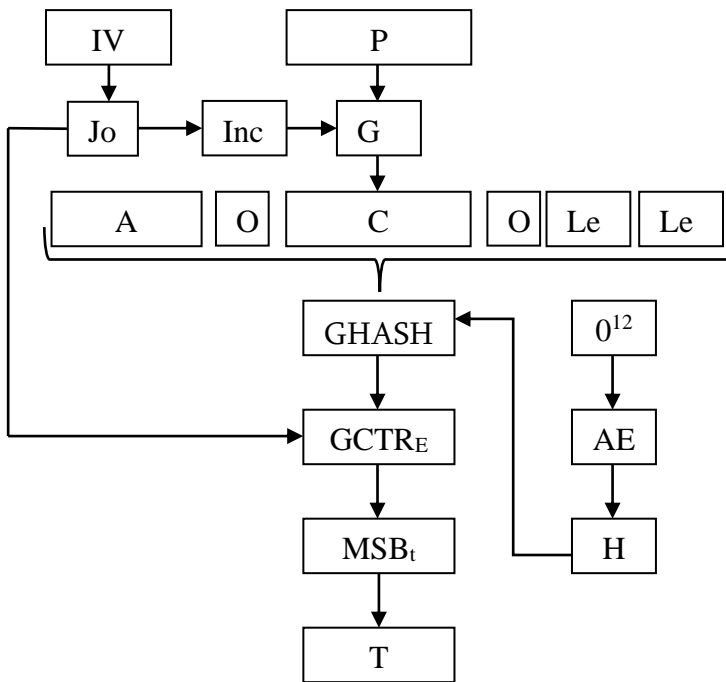 IV P
Jo Inc G
A O C O Le Le
GHASH 0¹²
GCTR_E AE
MSB_t H
T